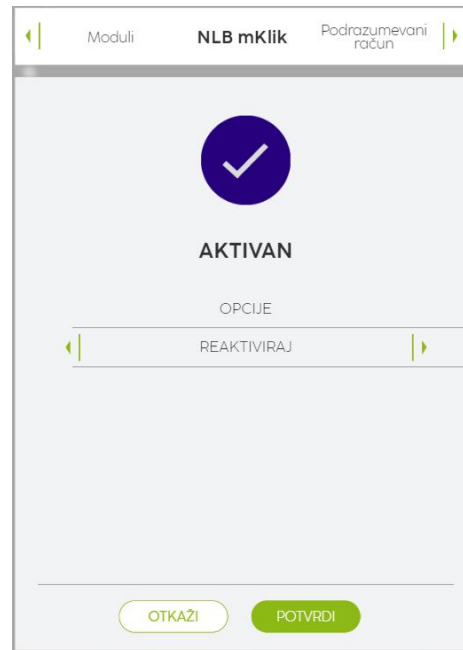 Moduli
NLB mKlik
Podrazumevani
račun
AKTIVAN
OPCIJE
REAKTIVIRAJ
OTKAŽI
POTVRDI